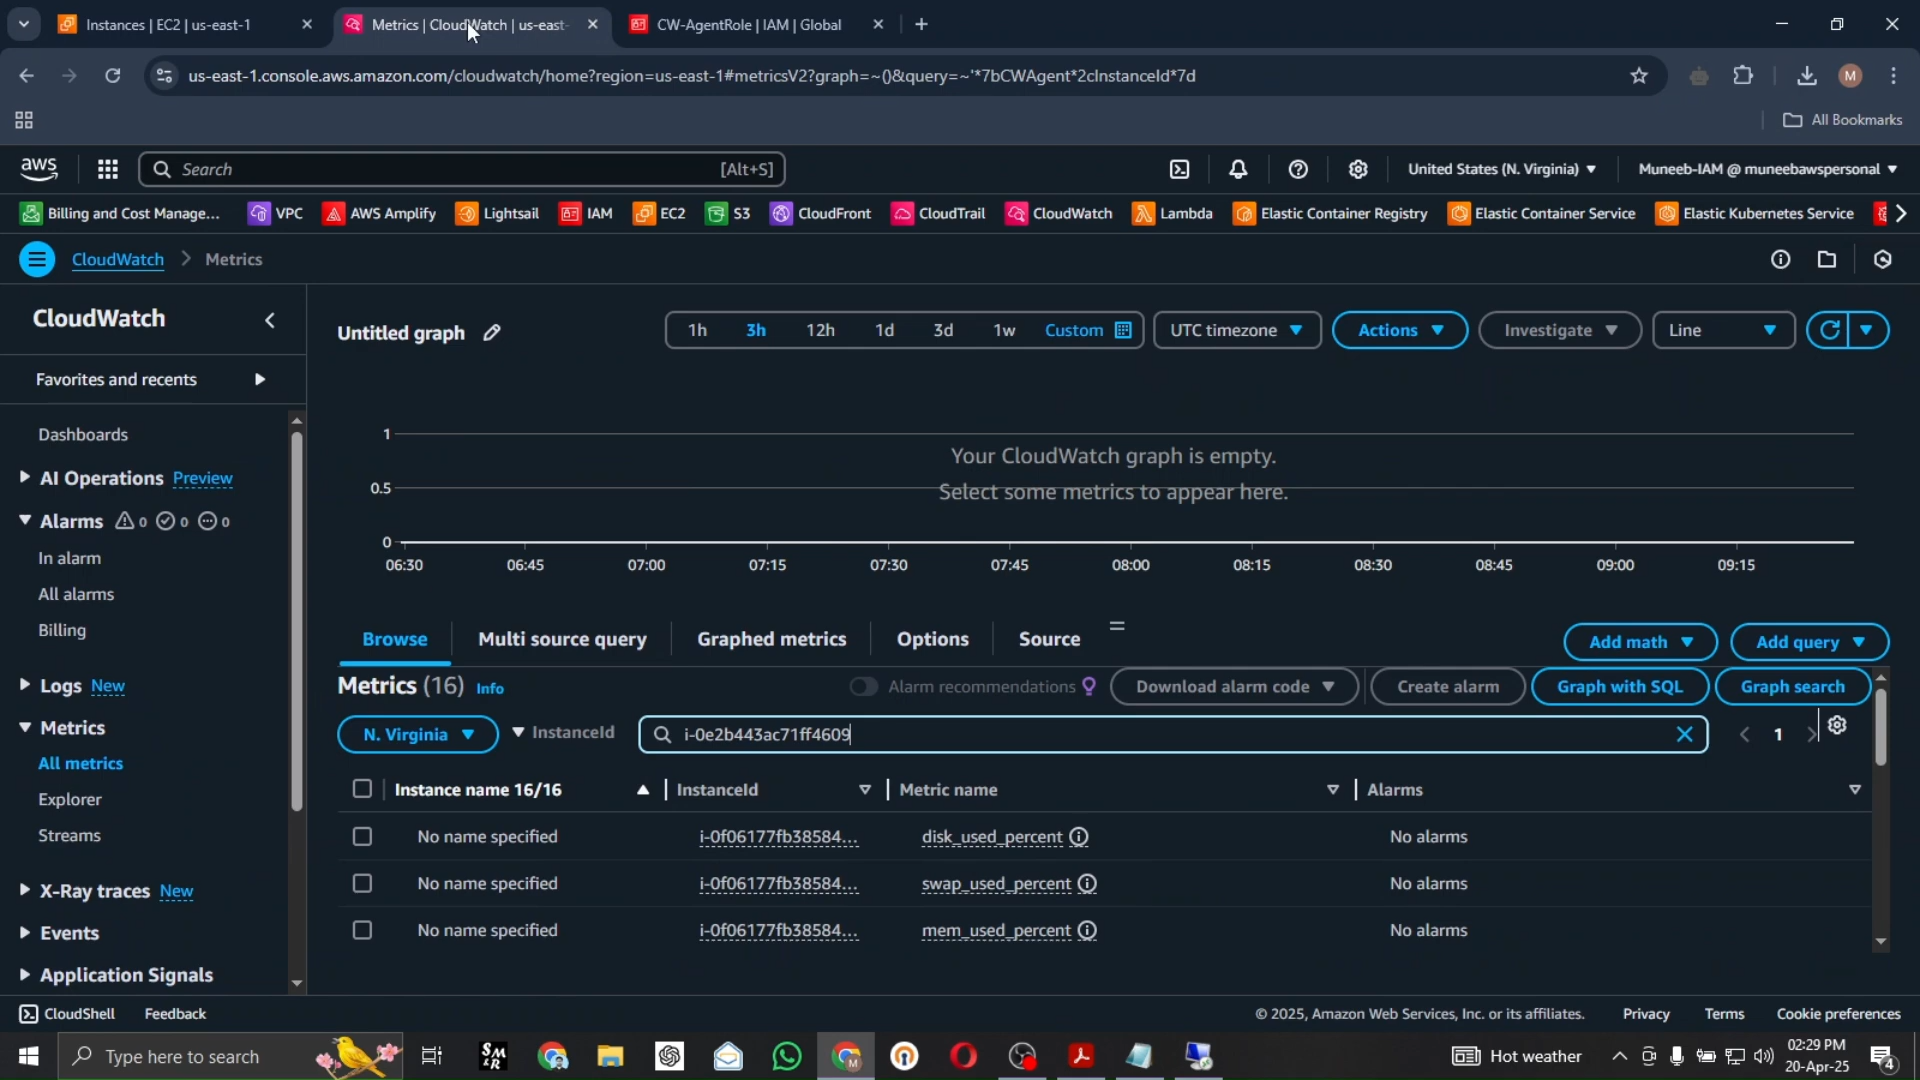 Instances | EC2 | us-east-1
Metrics | CloudWatch | us-east-
CW-AgentRole | IAM | Global
us-east-1.console.aws.amazon.com/cloudwatch/home?region=us-east-1#metricsV2?graph=~()&query=~'*7bCWAgent*2cInstanceId*7d
M
All Bookmarks
aws
Search
[Alt+S]
United States (N. Virginia)
Muneeb-IAM @ muneebawspersonal
Billing and Cost Manage...
VPC
AWS Amplify
Lightsail
IAM
EC2
S3
CloudFront
CloudTrail
CloudWatch
Lambda
Elastic Container Registry
Elastic Container Service
Elastic Kubernetes Service
CloudWatch
Metrics
CloudWatch
Favorites and recents
Dashboards
AI Operations Preview
Alarms 0 0 0
In alarm
All alarms
Billing
Logs New
Metrics
All metrics
Explorer
Streams
X-Ray traces New
Events
Application Signals
Untitled graph
1h 3h 12h 1d 3d 1w Custom
UTC timezone
Actions
Investigate
Line
1
0.5
0
Your CloudWatch graph is empty.
Select some metrics to appear here.
06:30 06:45 07:00 07:15 07:30 07:45 08:00 08:15 08:30 08:45 09:00 09:15
Browse
Multi source query
Graphed metrics
Options
Source
Add math
Add query
Metrics (16) Info
Alarm recommendations
Download alarm code
Create alarm
Graph with SQL
Graph search
N. Virginia
InstanceId
i-0e2b443ac71ff4609
1
Instance name 16/16
InstanceId
Metric name
Alarms
No name specified i-0f06177fb38584... disk_used_percent No alarms
No name specified i-0f06177fb38584... swap_used_percent No alarms
No name specified i-0f06177fb38584... mem_used_percent No alarms
CloudShell
Feedback
© 2025, Amazon Web Services, Inc. or its affiliates.
Privacy
Terms
Cookie preferences
Type here to search
SM
R
M
Hot weather
02:29 PM
20-Apr-25
4